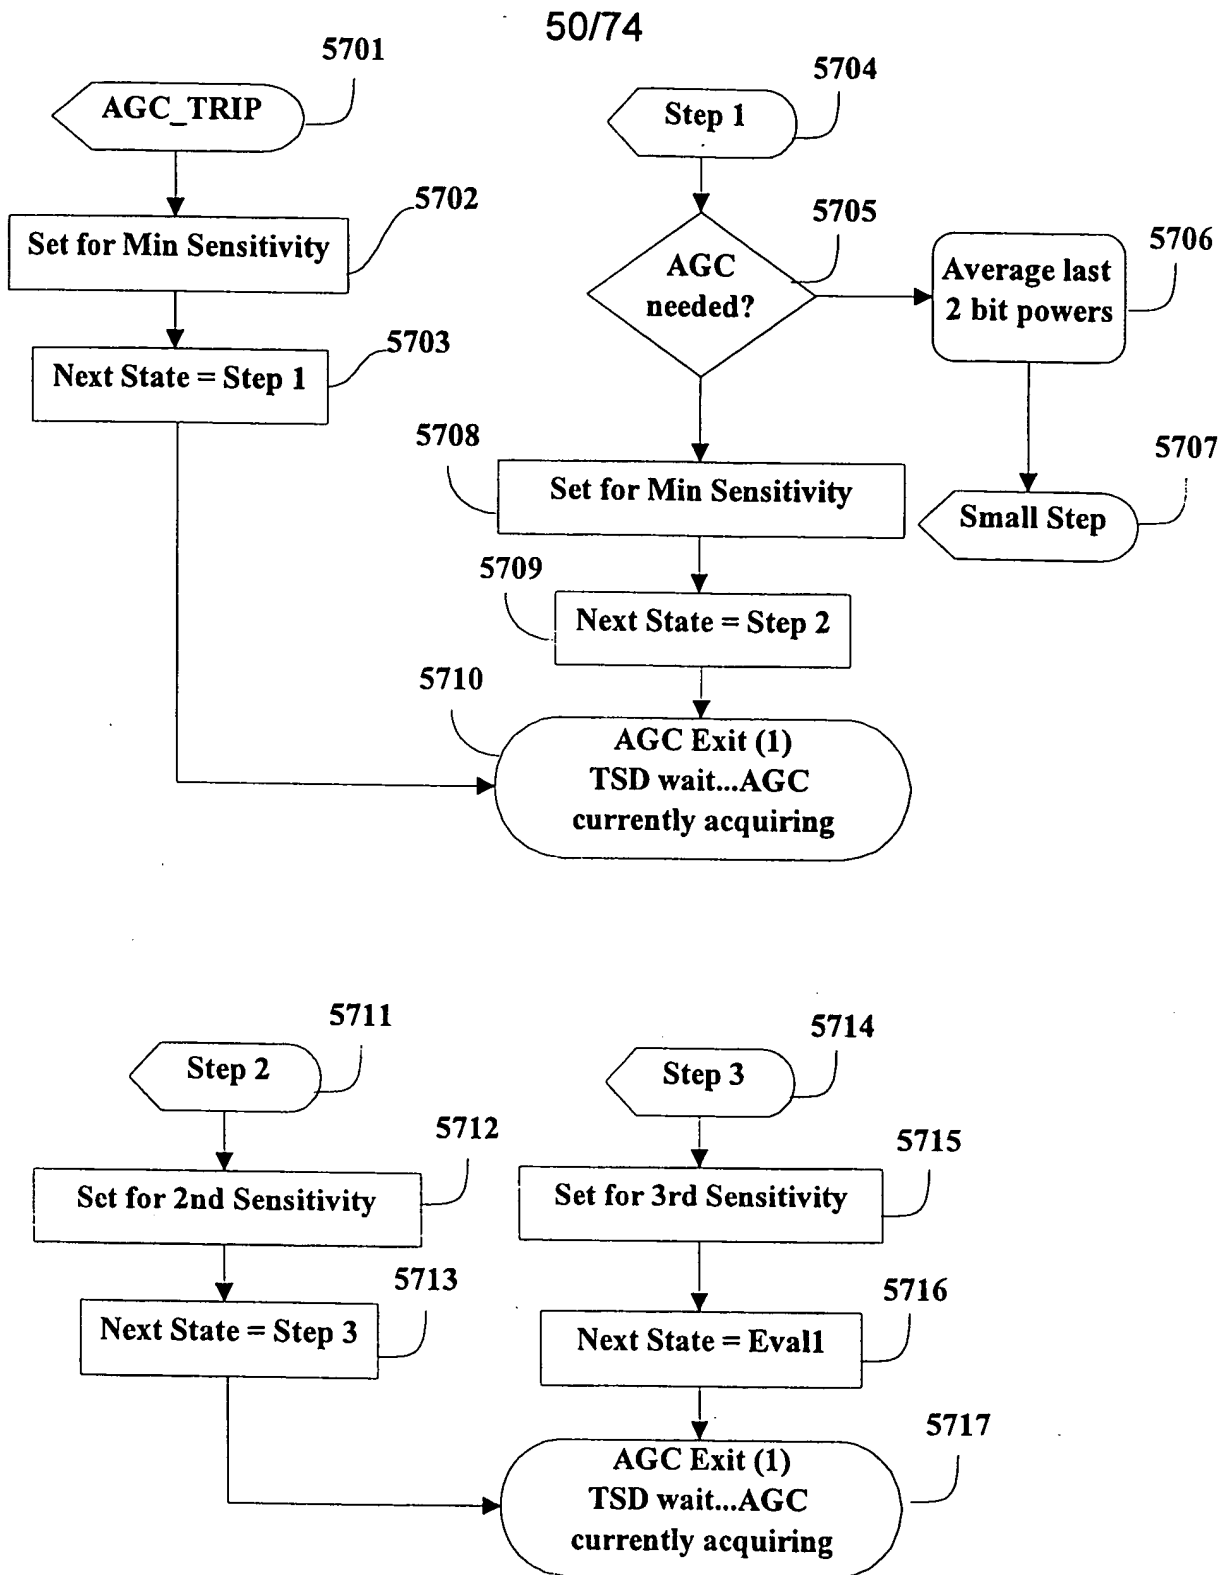 50/74
5701
AGC_TRIP
5702
Set for Min Sensitivity
5703
Next State = Step 1
5704
Step 1
5705
AGC
needed?
5706
Average last
2 bit powers
5707
Small Step
5708
Set for Min Sensitivity
5709
Next State = Step 2
5710
AGC Exit (1)
TSD wait...AGC
currently acquiring
5711
Step 2
5712
Set for 2nd Sensitivity
5713
Next State = Step 3
5714
Step 3
5715
Set for 3rd Sensitivity
5716
Next State = Eval1
5717
AGC Exit (1)
TSD wait...AGC
currently acquiring